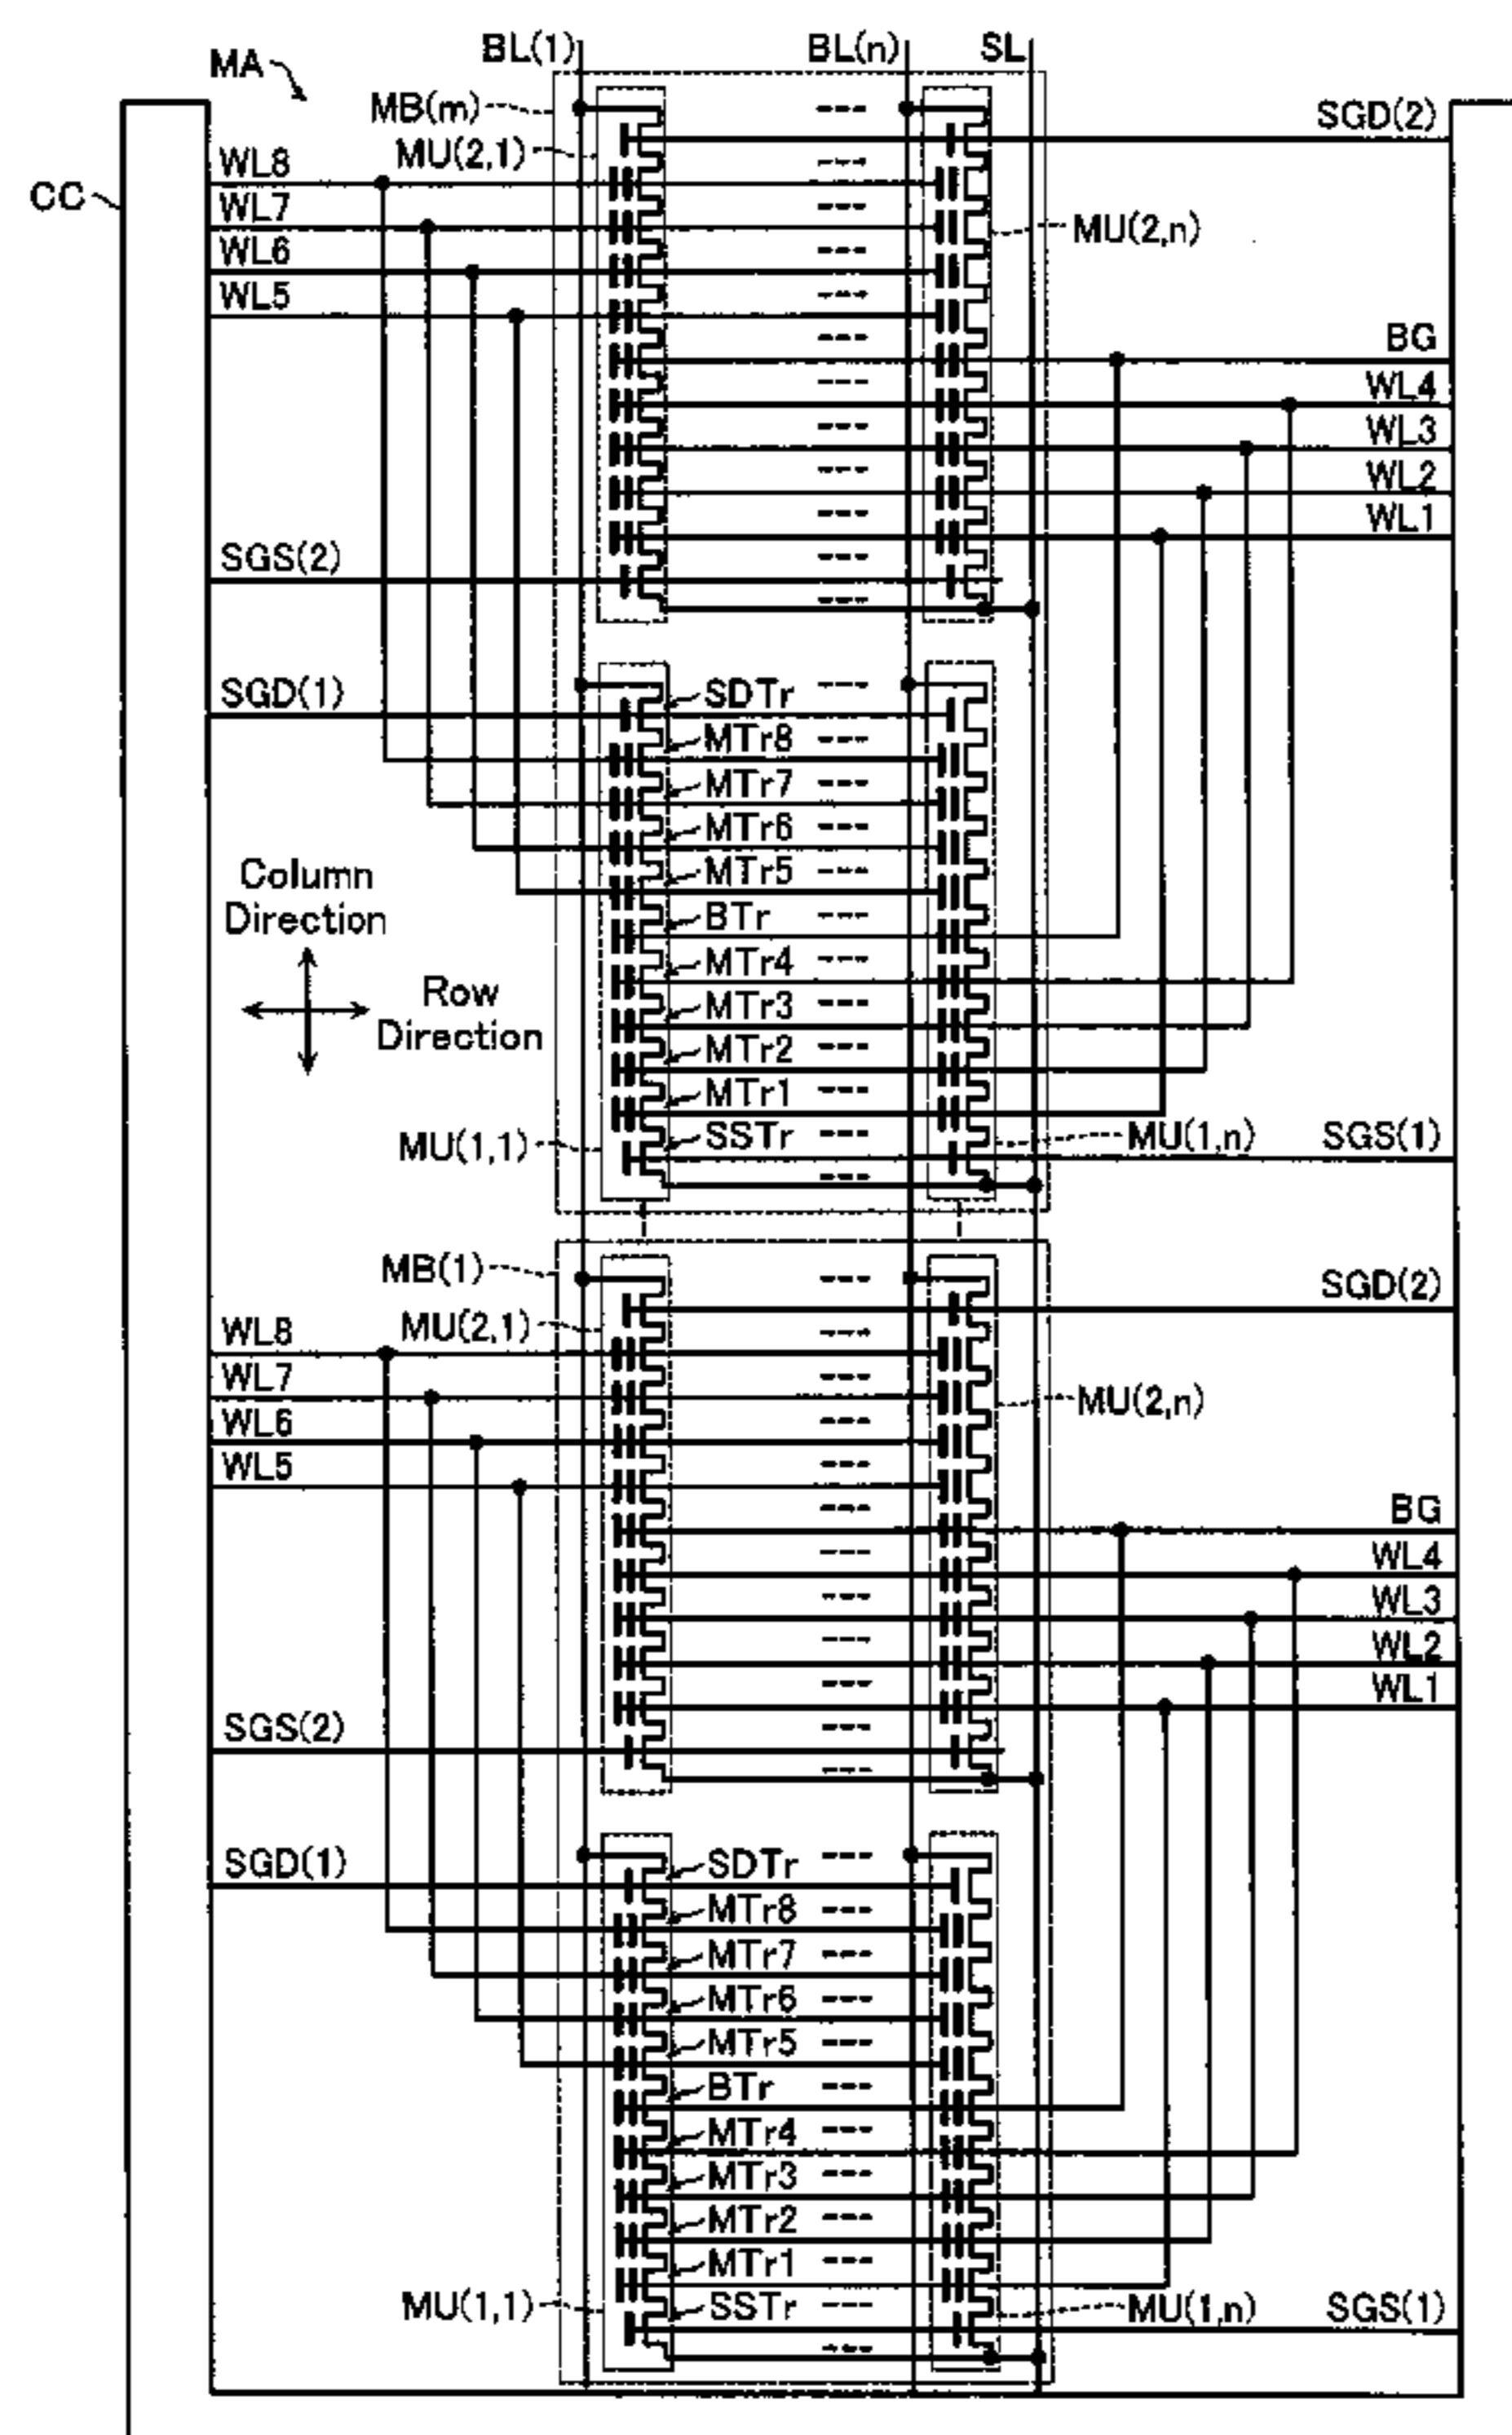 BL(1) BL(n) SL
MA
MB(m)
SGD(2)
MU(2,1)
WL8
CC
WL7
MU(2,n)
WL6
WL5
BG
WL4
WL3
WL2
WL1
SGS(2)
SGD(1)
SDTr
MTr8
MTr7
MTr6
MTr5
Column
Direction
BTr
MTr4
Row
Direction
MTr3
MTr2
MTr1
MU(1,1)
SSTr
MU(1,n)
SGS(1)
MB(1)
SGD(2)
MU(2,1)
WL8
WL7
MU(2,n)
WL6
WL5
BG
WL4
WL3
WL2
WL1
SGS(2)
SGD(1)
SDTr
MTr8
MTr7
MTr6
MTr5
BTr
MTr4
MTr3
MTr2
MTr1
MU(1,1)
SSTr
MU(1,n)
SGS(1)